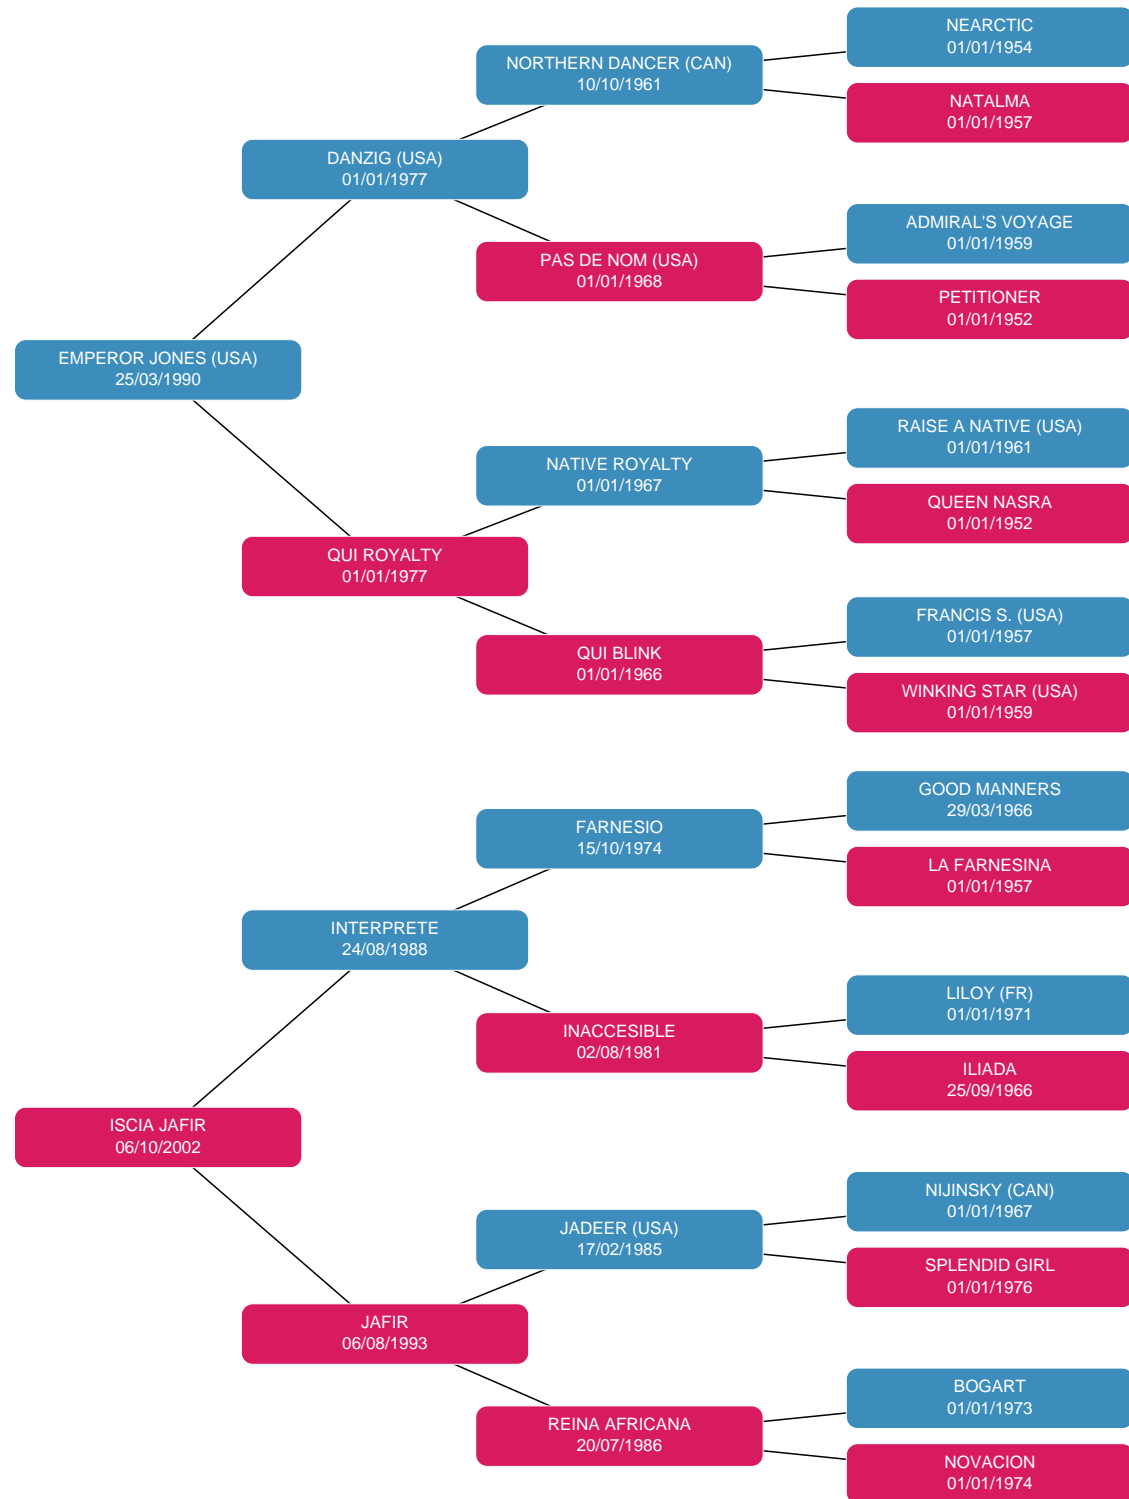 NEARCTIC
01/01/1954
NORTHERN DANCER (CAN)
10/10/1961
NATALMA
01/01/1957
DANZIG (USA)
01/01/1977
ADMIRAL'S VOYAGE
01/01/1959
PAS DE NOM (USA)
01/01/1968
PETITIONER
01/01/1952
EMPEROR JONES (USA)
25/03/1990
RAISE A NATIVE (USA)
01/01/1961
NATIVE ROYALTY
01/01/1967
QUEEN NASRA
01/01/1952
QUI ROYALTY
01/01/1977
FRANCIS S. (USA)
01/01/1957
QUI BLINK
01/01/1966
WINKING STAR (USA)
01/01/1959
GOOD MANNERS
29/03/1966
FARNESIO
15/10/1974
LA FARNESINA
01/01/1957
INTERPRETE
24/08/1988
LILOY (FR)
01/01/1971
INACCESIBLE
02/08/1981
ILIADA
25/09/1966
ISCIA JAFIR
06/10/2002
NIJINSKY (CAN)
01/01/1967
JADEER (USA)
17/02/1985
SPLENDID GIRL
01/01/1976
JAFIR
06/08/1993
BOGART
01/01/1973
REINA AFRICANA
20/07/1986
NOVACION
01/01/1974